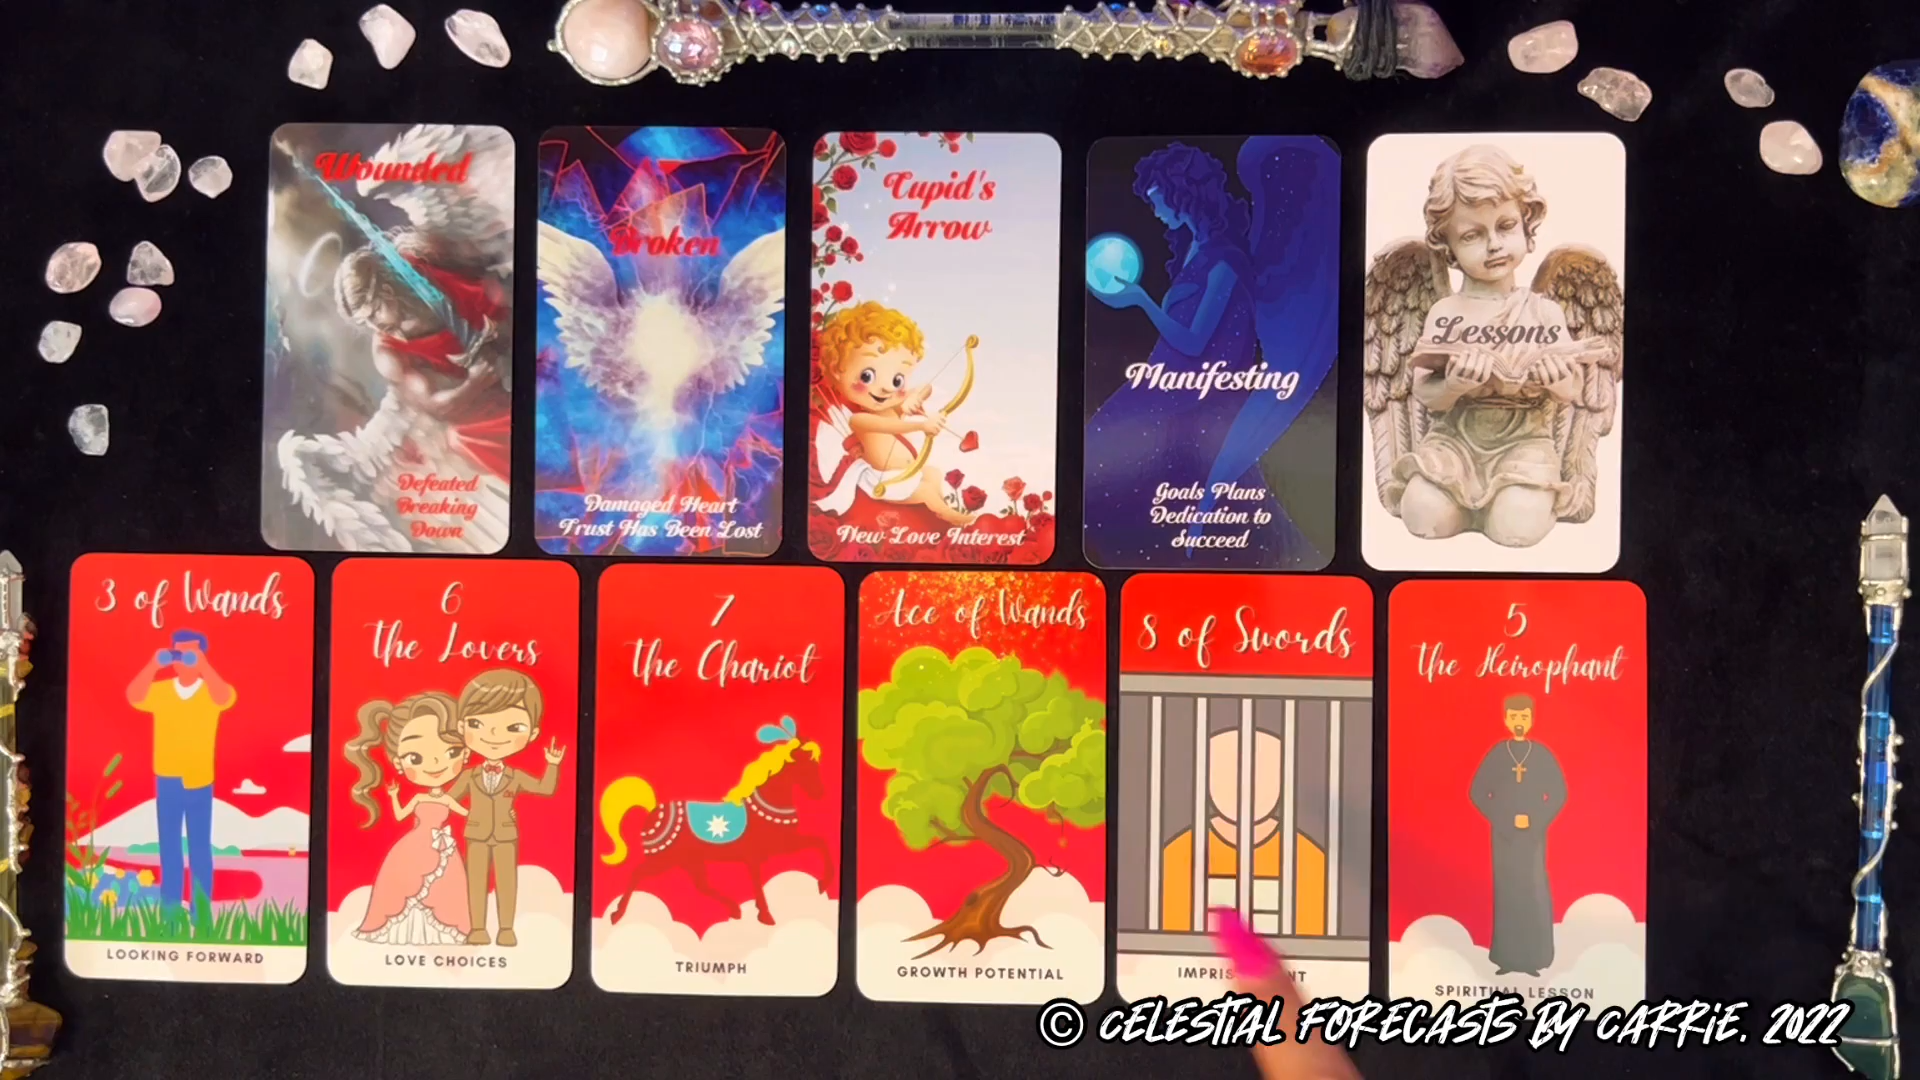 Wounded
Defeated
Breaking
Down
Broken
Damaged Heart
Trust Has Been Lost
Cupid's
Arrow
New Love Interest
Manifesting
Goals Plans
Dedication to
Succeed
Lessons
3 of Wands
LOOKING FORWARD
6
the Lovers
LOVE CHOICES
7
the Chariot
TRIUMPH
Ace of Wands
GROWTH POTENTIAL
8 of Swords
5
the Heirophant
SPIRITUAL LESSON
© CELESTIAL FORECASTS BY CARRIE. 2022